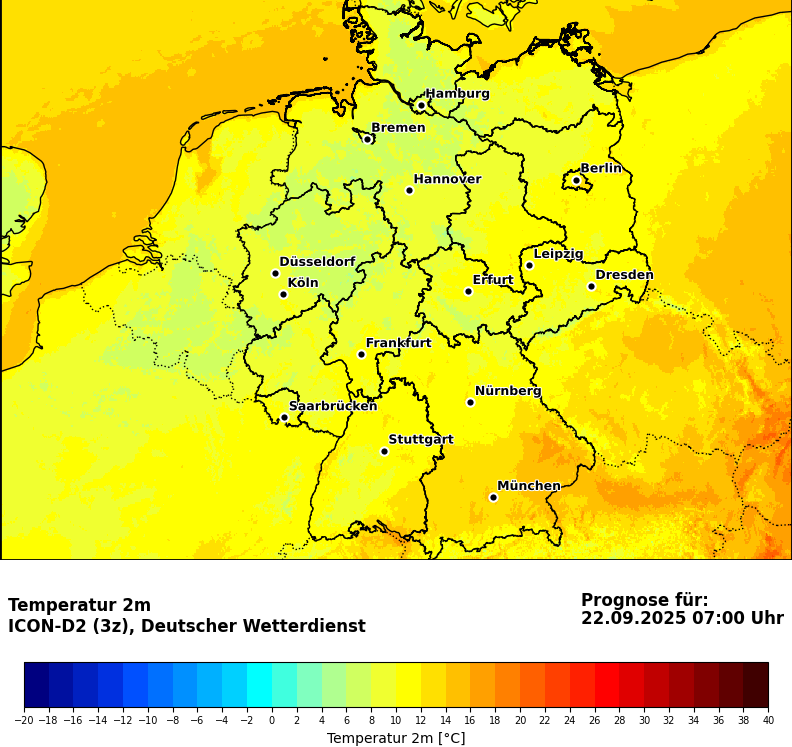 Hamburg
Bremen
Berlin
Hannover
Leipzig
Düsseldorf
Dresden
Köln
Erfurt
Frankfurt
Nürnberg
Saarbrücken
Stuttgart
München
Temperatur 2m
ICON-D2 (3z), Deutscher Wetterdienst
Prognose für:
22.09.2025 07:00 Uhr
−20 −18 −16 −14 −12 −10 −8 −6 −4 −2 0 2 4 6 8 10 12 14 16 18 20 22 24 26 28 30 32 34 36 38 40
Temperatur 2m [°C]